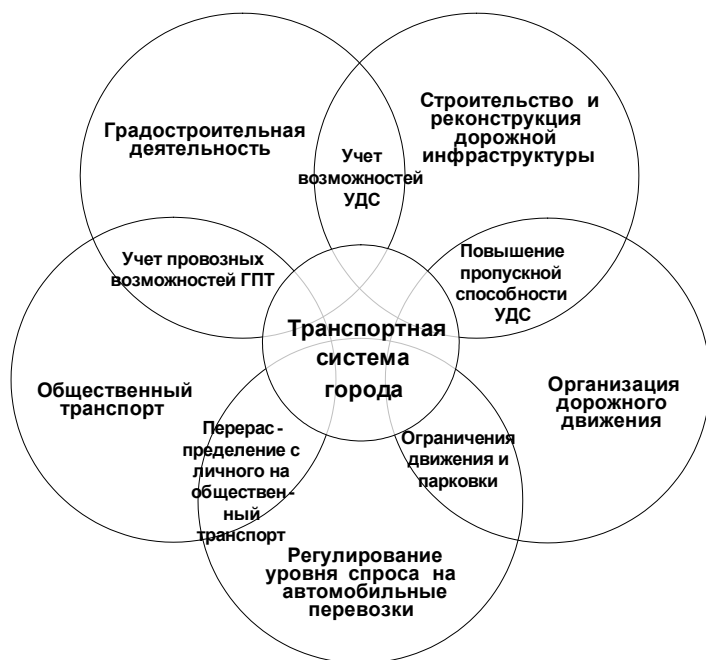 Градостроительная
деятельность
Строительство и
реконструкция
дорожной
инфраструктуры
Учет
возможностей
УДС
Учет провозных
возможностей ГПТ
Повышение
пропускной
способности
УДС
Транспортная
система
города
Общественный
транспорт
Организация
дорожного
движения
Перерас-
пределение с
личного на
обществен-
ный
транспорт
Ограничения
движения и
парковки
Регулирование
уровня спроса на
автомобильные
перевозки